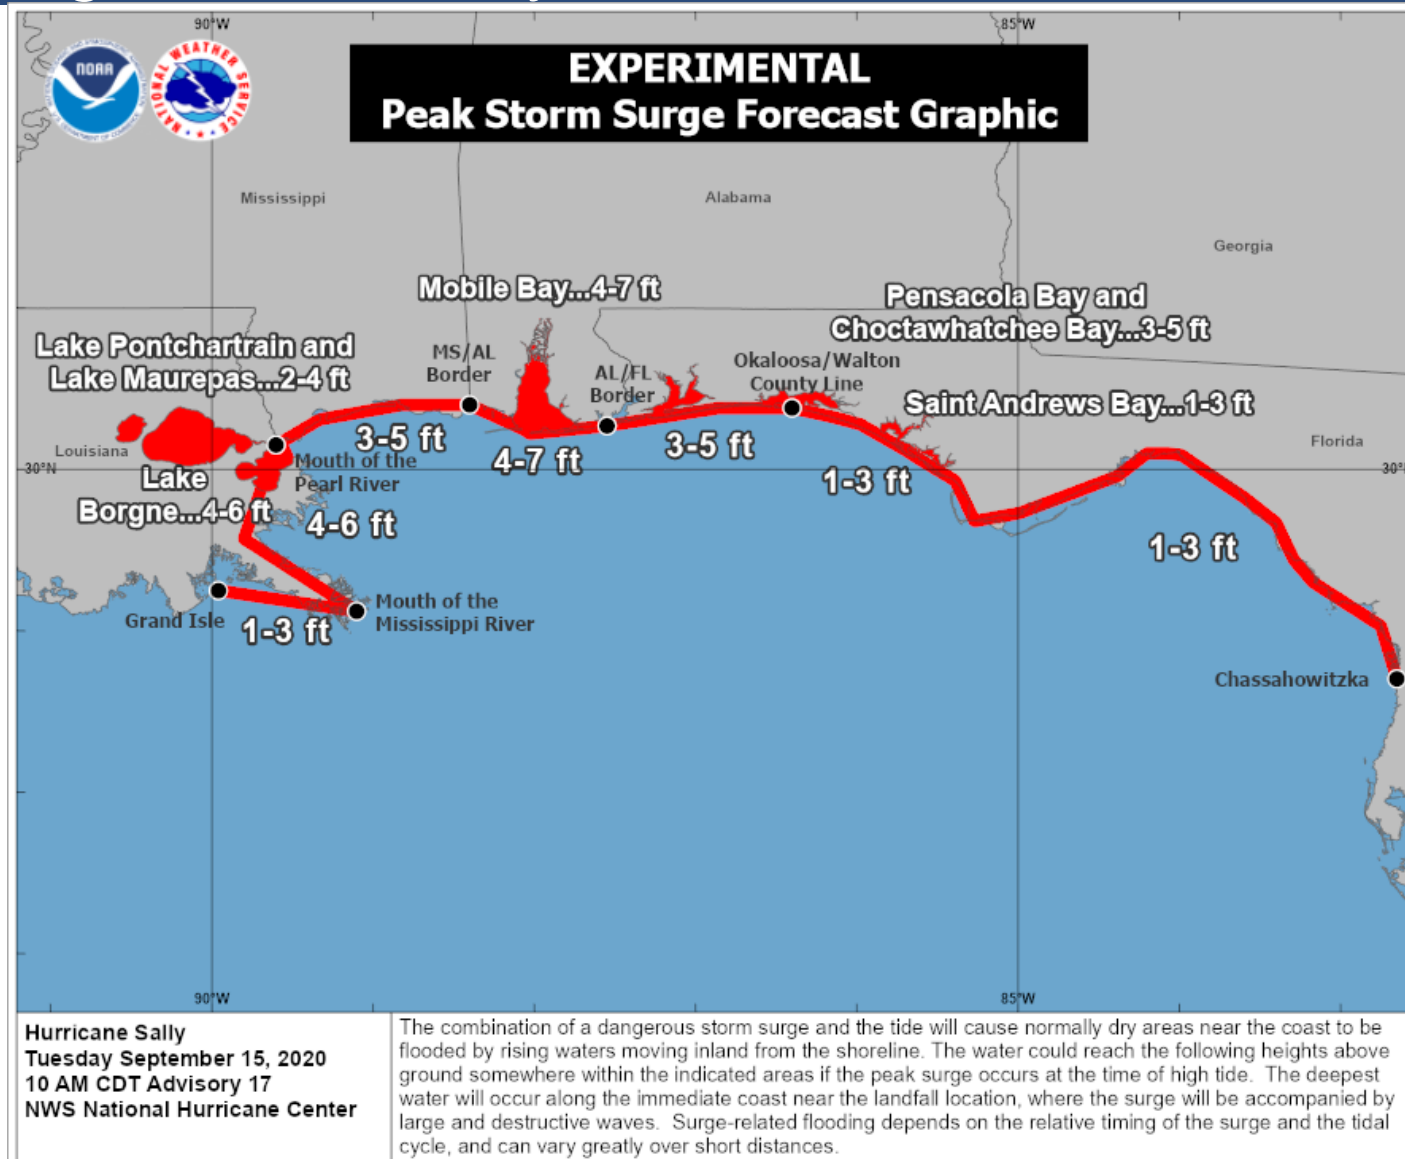 90°W
85°W
NOAA
NATIONAL WEATHER SERVICE
EXPERIMENTAL
Peak Storm Surge Forecast Graphic
Mississippi
Alabama
Georgia
Mobile Bay...4-7 ft
Pensacola Bay and
Choctawhatchee Bay...3-5 ft
Lake Pontchartrain and
Lake Maurepas...2-4 ft
MS/AL
Border
AL/FL
Border
Okaloosa/Walton
County Line
Saint Andrews Bay...1-3 ft
Louisiana
Florida
3-5 ft
4-7 ft
3-5 ft
1-3 ft
30°N
Mouth of the
Pearl River
Lake
Borgne...4-6 ft
4-6 ft
1-3 ft
Grand Isle
1-3 ft
Mouth of the
Mississippi River
Chassahowitzka
90°W
85°W
Hurricane Sally
Tuesday September 15, 2020
10 AM CDT Advisory 17
NWS National Hurricane Center
The combination of a dangerous storm surge and the tide will cause normally dry areas near the coast to be
flooded by rising waters moving inland from the shoreline. The water could reach the following heights above
ground somewhere within the indicated areas if the peak surge occurs at the time of high tide. The deepest
water will occur along the immediate coast near the landfall location, where the surge will be accompanied by
large and destructive waves. Surge-related flooding depends on the relative timing of the surge and the tidal
cycle, and can vary greatly over short distances.